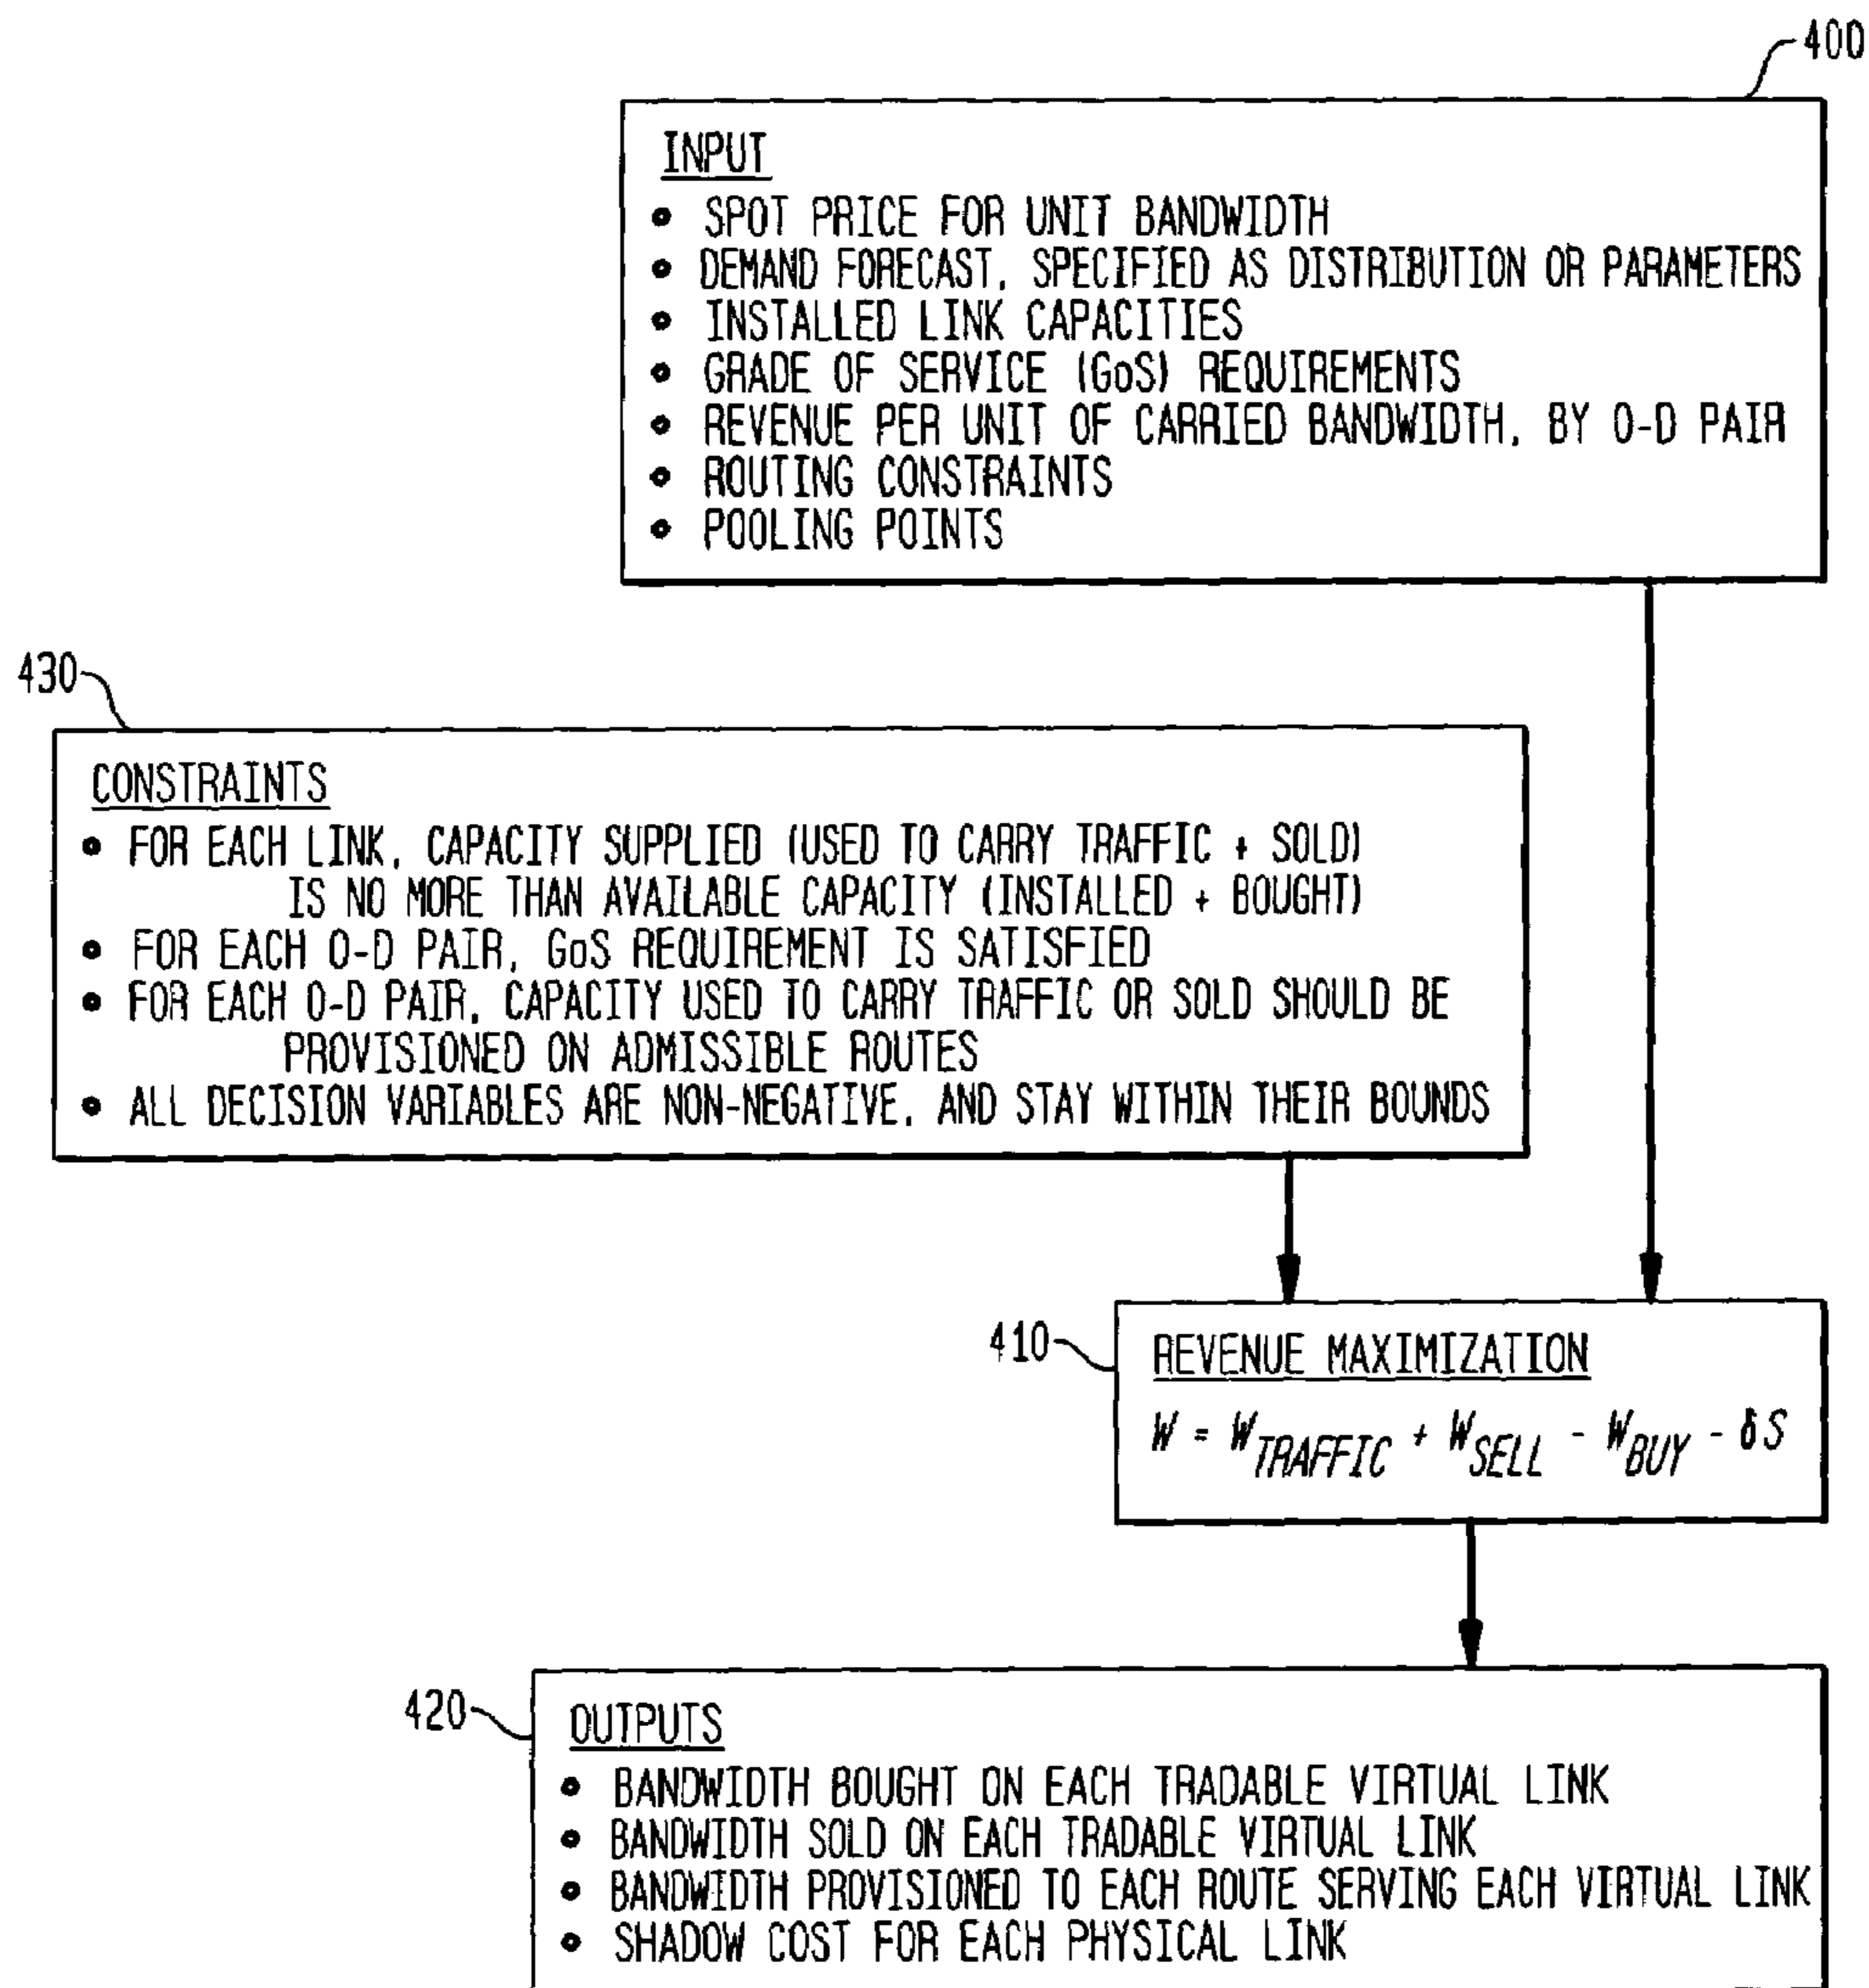 400
INPUT
• SPOT PRICE FOR UNIT BANDWIDTH
• DEMAND FORECAST, SPECIFIED AS DISTRIBUTION OR PARAMETERS
• INSTALLED LINK CAPACITIES
• GRADE OF SERVICE (GoS) REQUIREMENTS
• REVENUE PER UNIT OF CARRIED BANDWIDTH, BY O-D PAIR
• ROUTING CONSTRAINTS
• POOLING POINTS
430
CONSTRAINTS
• FOR EACH LINK, CAPACITY SUPPLIED (USED TO CARRY TRAFFIC + SOLD)
IS NO MORE THAN AVAILABLE CAPACITY (INSTALLED + BOUGHT)
• FOR EACH O-D PAIR, GoS REQUIREMENT IS SATISFIED
• FOR EACH O-D PAIR, CAPACITY USED TO CARRY TRAFFIC OR SOLD SHOULD BE
PROVISIONED ON ADMISSIBLE ROUTES
• ALL DECISION VARIABLES ARE NON-NEGATIVE, AND STAY WITHIN THEIR BOUNDS
410
REVENUE MAXIMIZATION
W = W TRAFFIC + W SELL - W BUY - δS
420
OUTPUTS
• BANDWIDTH BOUGHT ON EACH TRADABLE VIRTUAL LINK
• BANDWIDTH SOLD ON EACH TRADABLE VIRTUAL LINK
• BANDWIDTH PROVISIONED TO EACH ROUTE SERVING EACH VIRTUAL LINK
• SHADOW COST FOR EACH PHYSICAL LINK